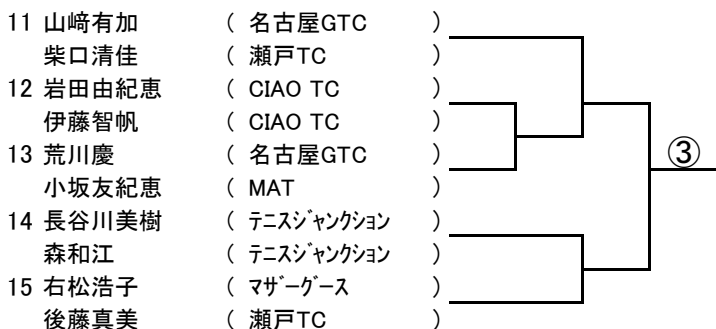 11 山﨑有加 ( 名古屋GTC )
柴口清佳 ( 瀬戸TC )
12 岩田由紀恵 ( CIAO TC )
伊藤智帆 ( CIAO TC )
13 荒川慶 ( 名古屋GTC )
小坂友紀恵 ( MAT )
③
14 長谷川美樹 ( ﾃﾆｽｼﾞｬﾝｸｼｮﾝ )
森和江 ( ﾃﾆｽｼﾞｬﾝｸｼｮﾝ )
15 右松浩子 ( ﾏｻﾞｰｸﾞｰｽ )
後藤真美 ( 瀬戸TC )